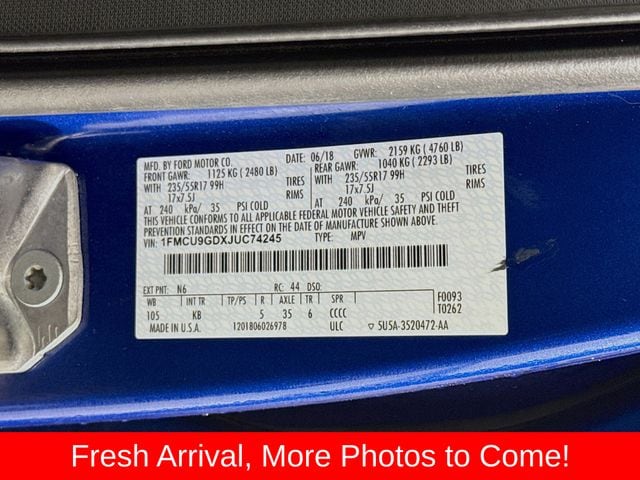 MFD. BY FORD MOTOR CO.
DATE: 06/18 GVWR: 2159 KG ( 4760 LB)
FRONT GAWR: 1125 KG ( 2480 LB) REAR GAWR: 1040 KG ( 2293 LB)
WITH 235/55R17 99H TIRES WITH 235/55R17 99H TIRES
17x7.5J RIMS 17x7.5J RIMS
AT 240 kPa/ 35 PSI COLD AT 240 kPa/ 35 PSI COLD
THIS VEHICLE CONFORMS TO ALL APPLICABLE FEDERAL MOTOR VEHICLE SAFETY AND THEFT
PREVENTION STANDARDS IN EFFECT ON THE DATE OF MANUFACTURE SHOWN ABOVE.
VIN: 1FMCU9GDXJUC74245 TYPE: MPV
EXT PNT: N6 RC: 44 DSO:
WB INT TR TP/PS R AXLE TR SPR F0093
105 KB 5 35 6 CCCC T0262
MADE IN U.S.A. 1201806026978 ULC 5U5A-3520472-AA
Fresh Arrival, More Photos to Come!